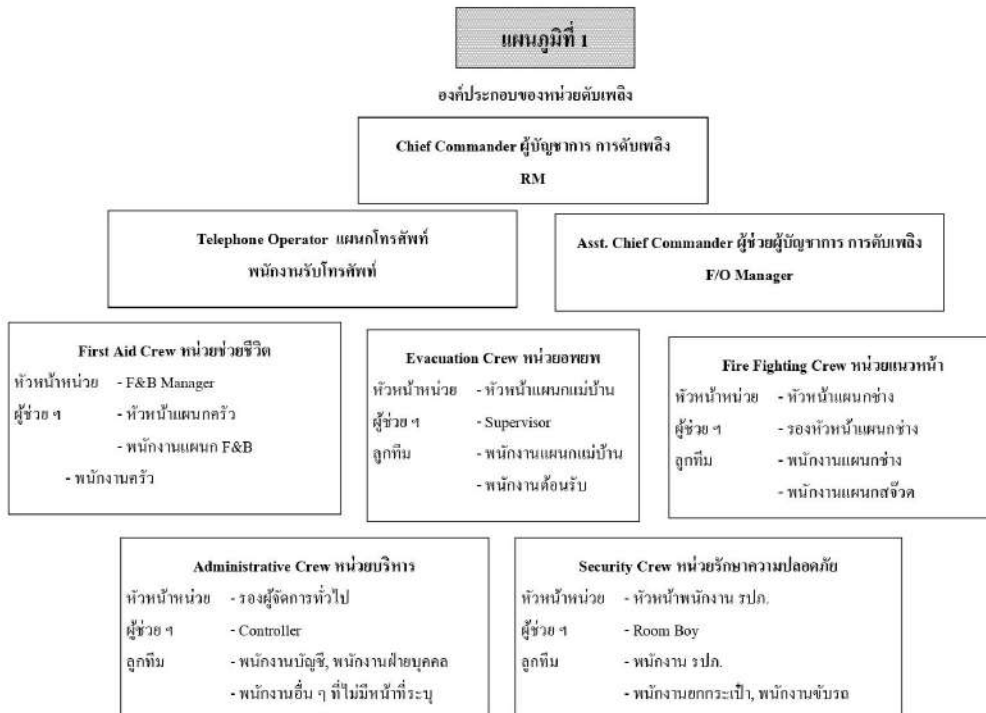 แผนภูมิที่ 1
องค์ประกอบของหน่วยดับเพลิง
Chief Commander ผู้บัญชาการ การดับเพลิง
RM
Telephone Operator แผนกโทรศัพท์
พนักงานรับโทรศัพท์
Asst. Chief Commander ผู้ช่วยผู้บัญชาการ การดับเพลิง
F/O Manager
First Aid Crew หน่วยช่วยชีวิต
หัวหน้าหน่วย - F&B Manager
ผู้ช่วย ฯ - หัวหน้าแผนกครัว
- พนักงานแผนก F&B
- พนักงานครัว
Evacuation Crew หน่วยอพยพ
หัวหน้าหน่วย - หัวหน้าแผนกแม่บ้าน
ผู้ช่วย ฯ - Supervisor
ลูกทีม - พนักงานแผนกแม่บ้าน
- พนักงานต้อนรับ
Fire Fighting Crew หน่วยแนวหน้า
หัวหน้าหน่วย - หัวหน้าแผนกช่าง
ผู้ช่วย ฯ - รองหัวหน้าแผนกช่าง
ลูกทีม - พนักงานแผนกช่าง
- พนักงานแผนกสจ๊วต
Administrative Crew หน่วยบริหาร
หัวหน้าหน่วย - รองผู้จัดการทั่วไป
ผู้ช่วย ฯ - Controller
ลูกทีม - พนักงานบัญชี, พนักงานฝ่ายบุคคล
- พนักงานอื่น ๆ ที่ไม่มีหน้าที่ระบุ
Security Crew หน่วยรักษาความปลอดภัย
หัวหน้าหน่วย - หัวหน้าพนักงาน รปภ.
ผู้ช่วย ฯ - Room Boy
ลูกทีม - พนักงาน รปภ.
- พนักงานยกกระเป๋า, พนักงานขับรถ